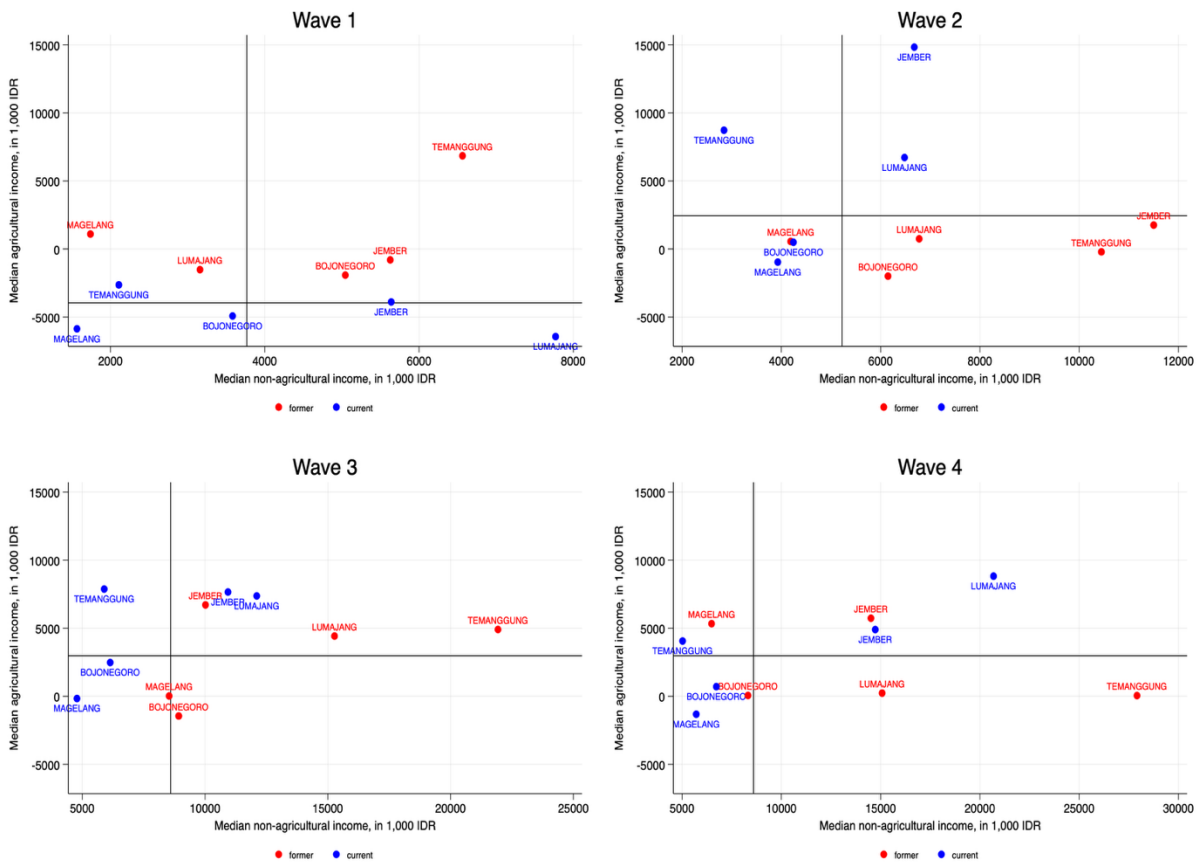 Wave 1
Median agricultural income, in 1,000 IDR
15000
10000
5000
0
-5000
TEMANGGUNG
MAGELANG
JEMBER
LUMAJANG
BOJONEGORO
TEMANGGUNG
JEMBER
BOJONEGORO
MAGELANG
LUMAJANG
2000 4000 6000 8000
Median non-agricultural income, in 1,000 IDR
former current
Wave 2
Median agricultural income, in 1,000 IDR
15000
10000
5000
0
-5000
JEMBER
TEMANGGUNG
LUMAJANG
JEMBER
MAGELANG
LUMAJANG
TEMANGGUNG
BOJONEGORO
BOJONEGORO
MAGELANG
2000 4000 6000 8000 10000 12000
Median non-agricultural income, in 1,000 IDR
former current
Wave 3
Median agricultural income, in 1,000 IDR
15000
10000
5000
0
-5000
TEMANGGUNG
JEMBER
JEMBER
LUMAJANG
LUMAJANG
TEMANGGUNG
BOJONEGORO
MAGELANG
MAGELANG
BOJONEGORO
5000 10000 15000 20000 25000
Median non-agricultural income, in 1,000 IDR
former current
Wave 4
Median agricultural income, in 1,000 IDR
15000
10000
5000
0
-5000
LUMAJANG
MAGELANG
JEMBER
JEMBER
TEMANGGUNG
BOJONEGORO
BOJONEGORO
LUMAJANG
TEMANGGUNG
MAGELANG
5000 10000 15000 20000 25000 30000
Median non-agricultural income, in 1,000 IDR
former current